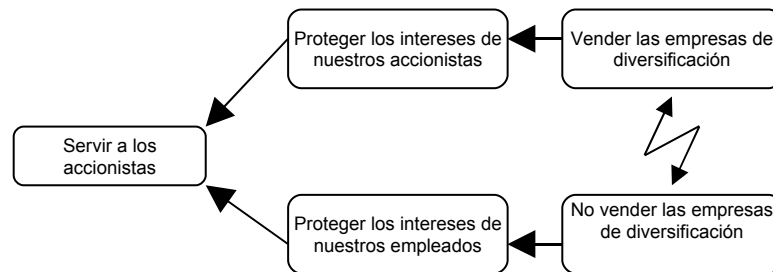 Proteger los intereses de
nuestros accionistas
Vender las empresas de
diversificación
Servir a los
accionistas
Proteger los intereses de
nuestros empleados
No vender las empresas
de diversificación